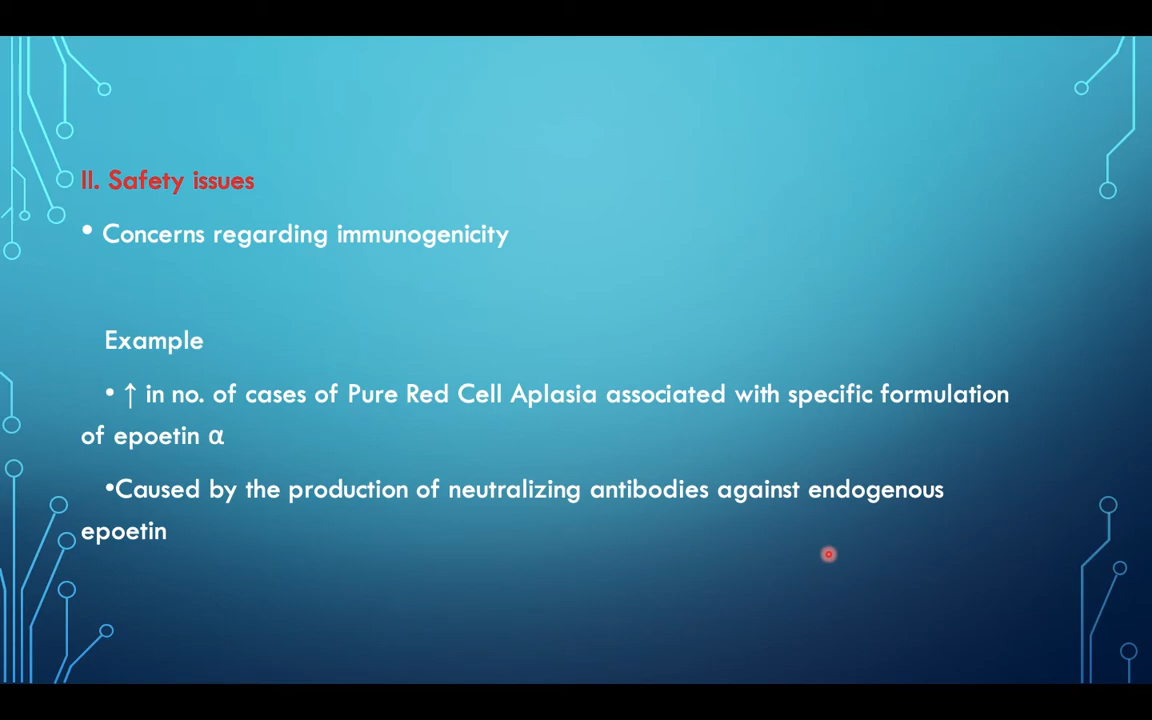 II. Safety issues
• Concerns regarding immunogenicity
Example
• ↑ in no. of cases of Pure Red Cell Aplasia associated with specific formulation
of epoetin α
•Caused by the production of neutralizing antibodies against endogenous
epoetin